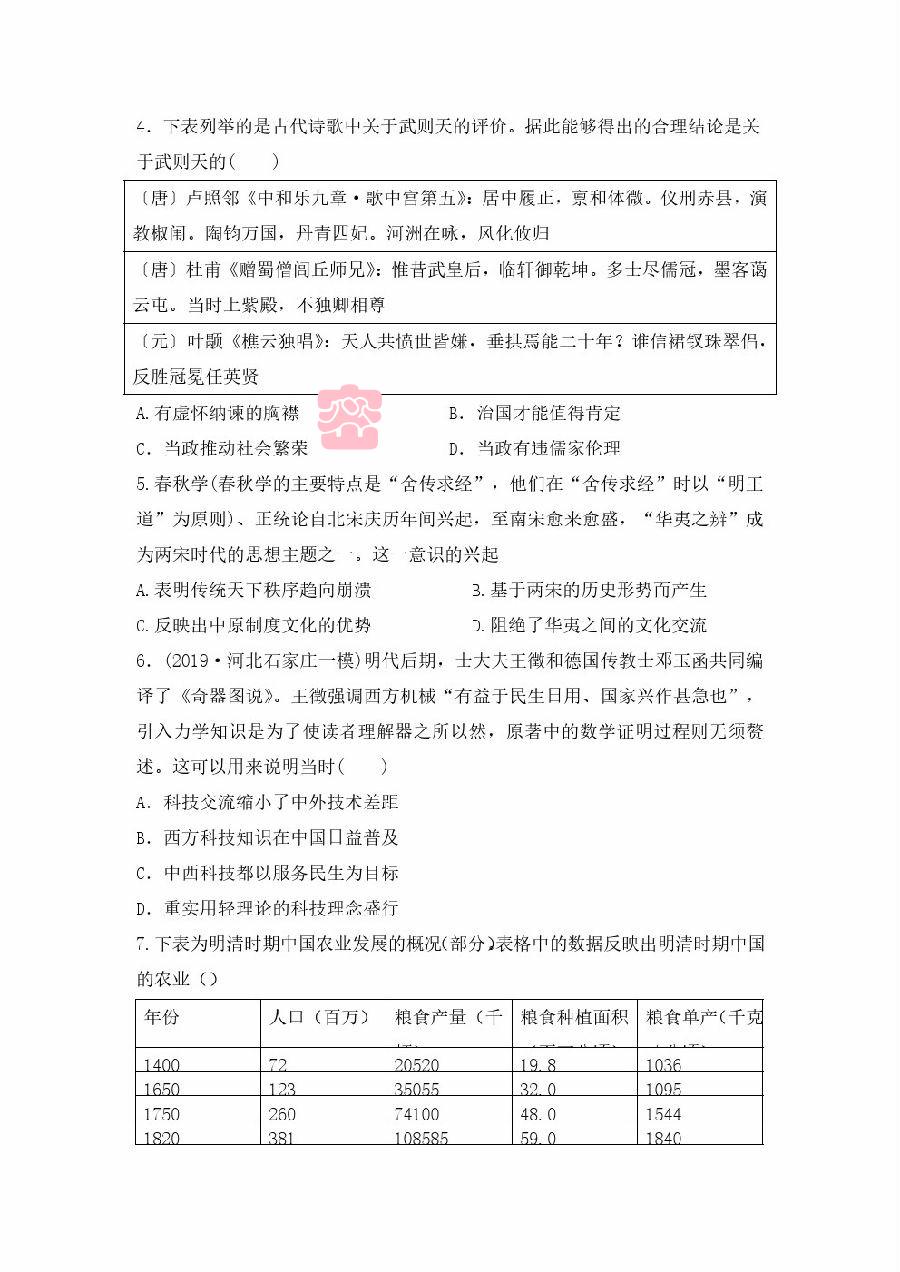 4. 下表列举的是古代诗歌中关于武则天的评价。据此能够得出的合理结论是关
于武则天的(　　)
〔唐〕卢照邻《中和乐九章·歌中宫第五》：居中履正，禀和体微。仪刑赤县，演
教椒闱。陶钧万国，丹青四妃。河洲在咏，风化攸归
〔唐〕杜甫《赠蜀僧闾丘师兄》：惟昔武皇后，临轩御乾坤。多士尽儒冠，墨客蔼
云屯。当时上紫殿，不独卿相尊
〔元〕叶颙《樵云独唱》：天人共愤世皆嫌，垂拱焉能二十年？谁信裙钗珠翠侣，
反胜冠冕任英贤
A.有虚怀纳谏的胸襟　B. 治国才能值得肯定
C. 当政推动社会繁荣　D. 当政有违儒家伦理
5.春秋学(春秋学的主要特点是“舍传求经”，他们在“舍传求经”时以“明王
道”为原则)、正统论自北宋庆历年间兴起，至南宋愈来愈盛，“华夷之辨”成
为两宋时代的思想主题之一。这一意识的兴起
A.表明传统天下秩序趋向崩溃　B.基于两宋的历史形势而产生
C.反映出中原制度文化的优势　D.阻绝了华夷之间的文化交流
6. (2019·河北石家庄一模)明代后期，士大夫王徵和德国传教士邓玉函共同编
译了《奇器图说》。王徵强调西方机械“有益于民生日用、国家兴作甚急也”，
引入力学知识是为了使读者理解器之所以然，原著中的数学证明过程则无须赘
述。这可以用来说明当时(　　)
A. 科技交流缩小了中外技术差距
B. 西方科技知识在中国日益普及
C. 中西科技都以服务民生为目标
D. 重实用轻理论的科技理念盛行
7.下表为明清时期中国农业发展的概况(部分)表格中的数据反映出明清时期中国
的农业（）
年份　人口（百万）　粮食产量（千　粮食种植面积　粮食单产（千克
1400　72　20520　19.8　1036
1650　123　35055　32.0　1095
1750　260　74100　48.0　1544
1820　381　108585　59.0　1840